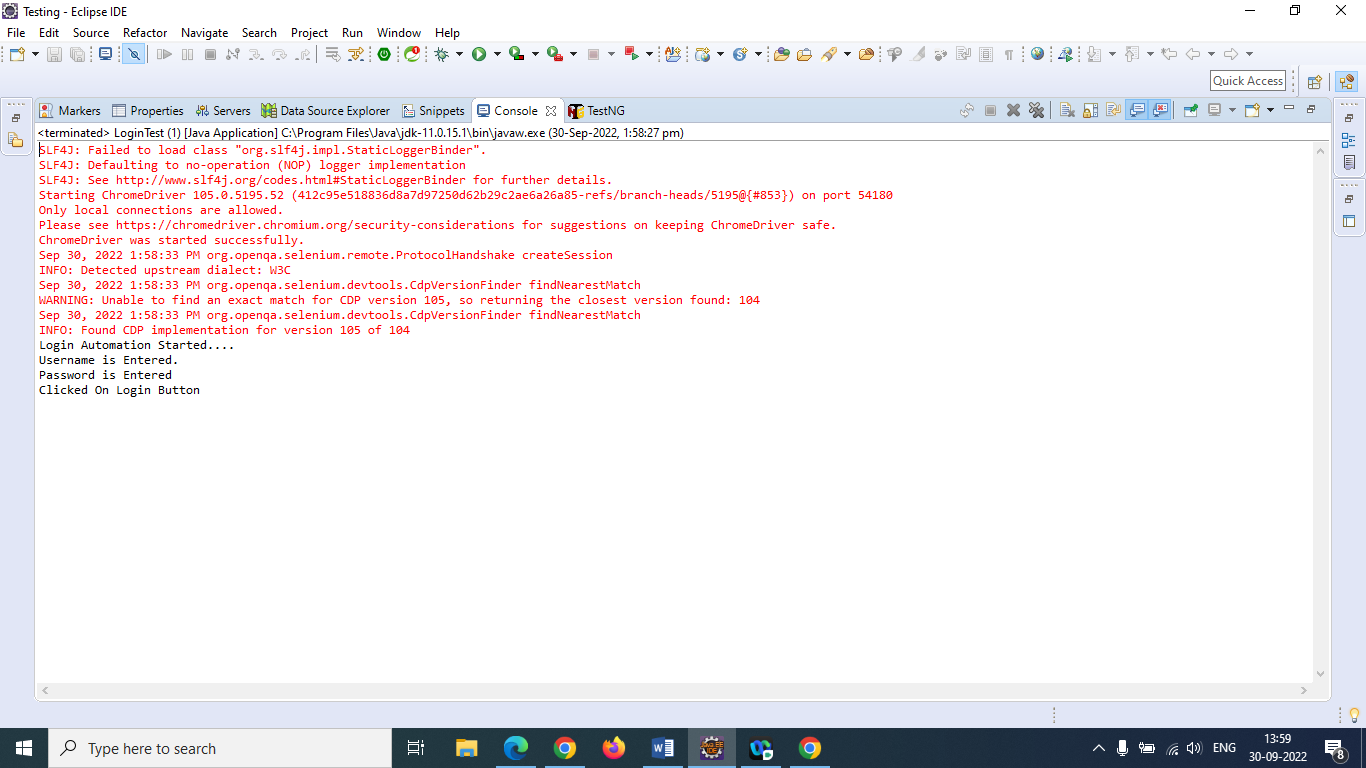 Testing - Eclipse IDE
File Edit Source Refactor Navigate Search Project Run Window Help
Quick Access
Markers Properties Servers Data Source Explorer Snippets Console TestNG
<terminated> LoginTest (1) [Java Application] C:\Program Files\Java\jdk-11.0.15.1\bin\javaw.exe (30-Sep-2022, 1:58:27 pm)
SLF4J: Failed to load class "org.slf4j.impl.StaticLoggerBinder".
SLF4J: Defaulting to no-operation (NOP) logger implementation
SLF4J: See http://www.slf4j.org/codes.html#StaticLoggerBinder for further details.
Starting ChromeDriver 105.0.5195.52 (412c95e518836d8a7d97250d62b29c2ae6a26a85-refs/branch-heads/5195@{#853}) on port 54180
Only local connections are allowed.
Please see https://chromedriver.chromium.org/security-considerations for suggestions on keeping ChromeDriver safe.
ChromeDriver was started successfully.
Sep 30, 2022 1:58:33 PM org.openqa.selenium.remote.ProtocolHandshake createSession
INFO: Detected upstream dialect: W3C
Sep 30, 2022 1:58:33 PM org.openqa.selenium.devtools.CdpVersionFinder findNearestMatch
WARNING: Unable to find an exact match for CDP version 105, so returning the closest version found: 104
Sep 30, 2022 1:58:33 PM org.openqa.selenium.devtools.CdpVersionFinder findNearestMatch
INFO: Found CDP implementation for version 105 of 104
Login Automation Started....
Username is Entered.
Password is Entered
Clicked On Login Button
Type here to search
ENG
13:59
30-09-2022
8